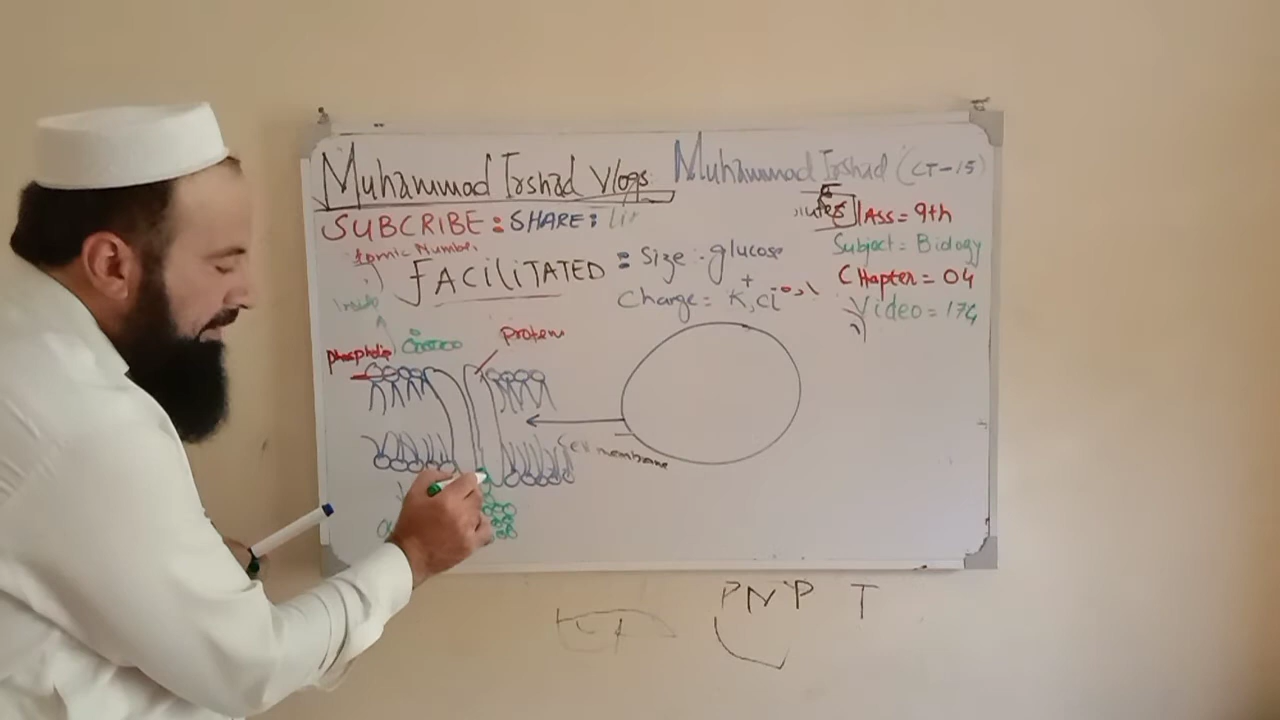 Muhammad Irshad Vlogs
Muhammad Irshad (CT-15)
SUBCRIBE : SHARE :
Class = 9th
Subject = Biology
Chapter = 04
Video = 174
Atomic Number
FACILITATED : Size : glucose
Charge = K+, Cl-
Inside
Protein
phospholip
Cell membrane
PNP T